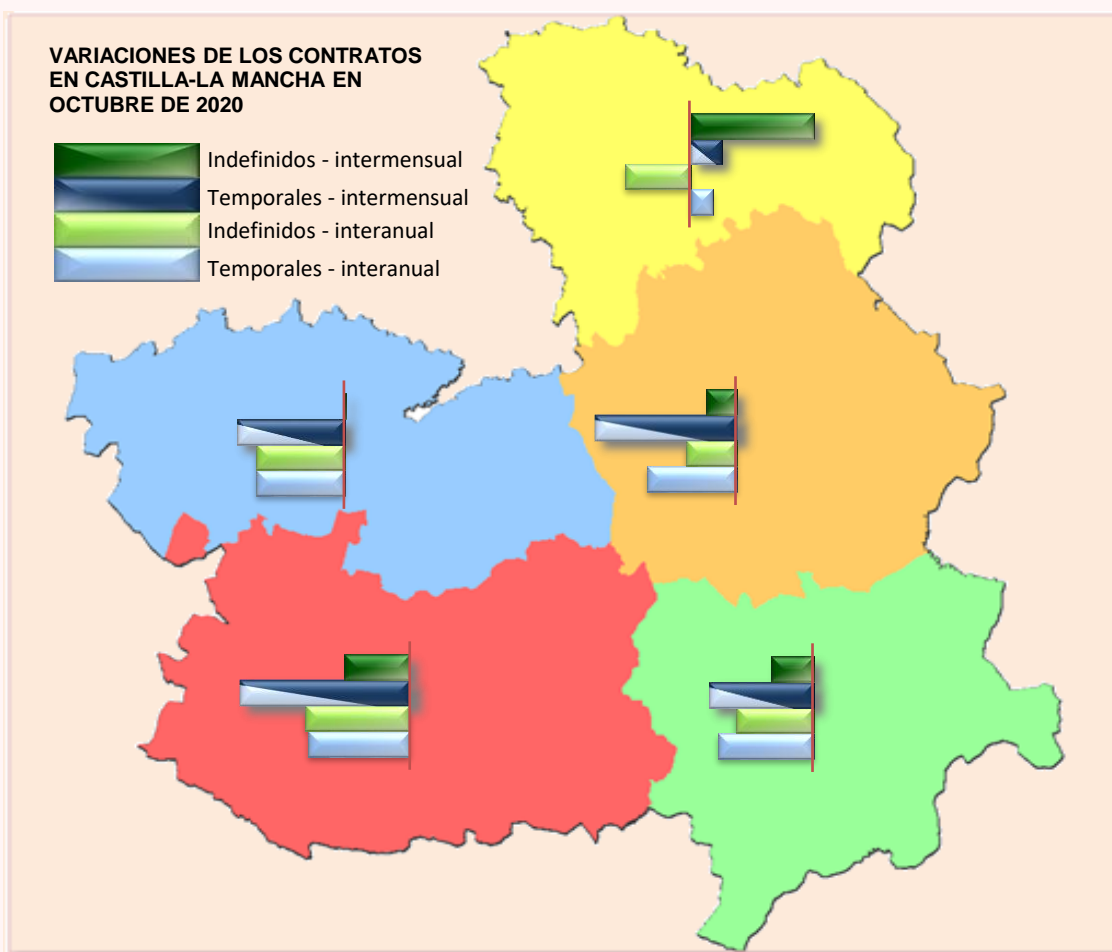 VARIACIONES DE LOS CONTRATOS
EN CASTILLA-LA MANCHA EN
OCTUBRE DE 2020
Indefinidos - intermensual
Temporales - intermensual
Indefinidos - interanual
Temporales - interanual